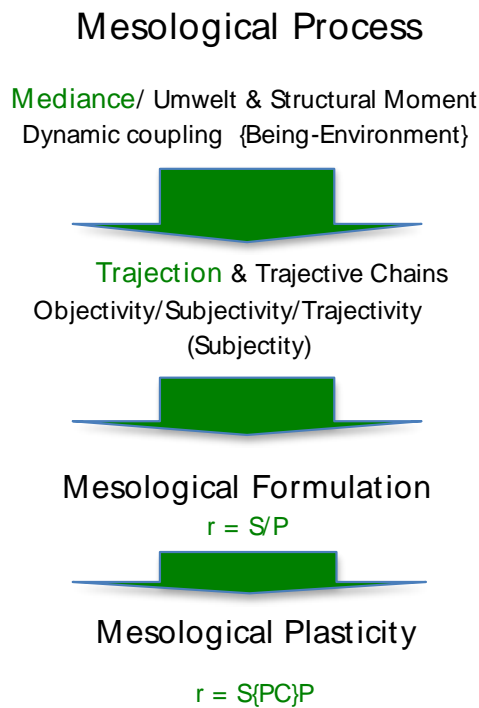 Mesological Process
Mediance/ Umwelt & Structural Moment
Dynamic coupling {Being-Environment}
Trajection & Trajective Chains
Objectivity/Subjectivity/Trajectivity
(Subjectity)
Mesological Formulation
r = S/P
Mesological Plasticity
r = S{PC}P